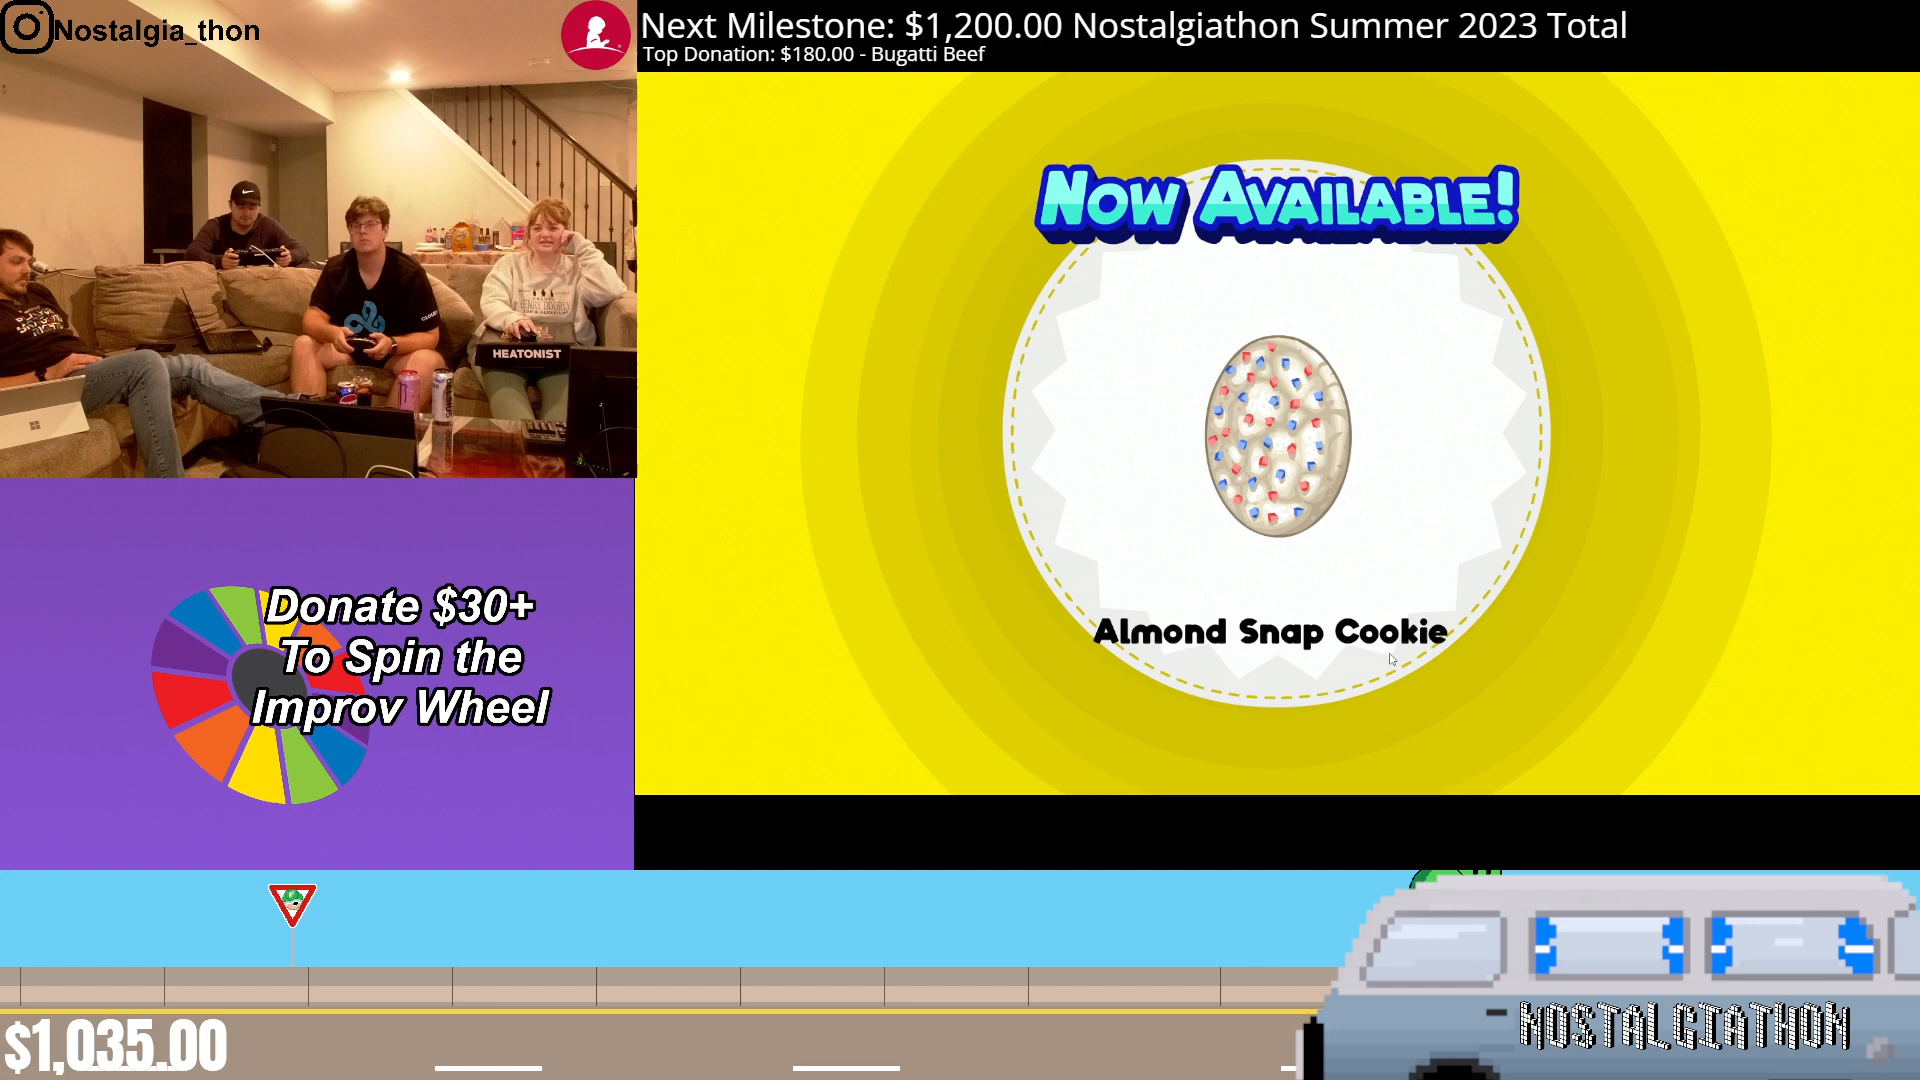 Nostalgia_thon
Next Milestone: $1,200.00 Nostalgiathon Summer 2023 Total
Top Donation: $180.00 - Bugatti Beef
Now Available!
HEATONIST
Almond Snap Cookie
Donate $30+
To Spin the
Improv Wheel
$1,035.00
NOSTALGIATHON